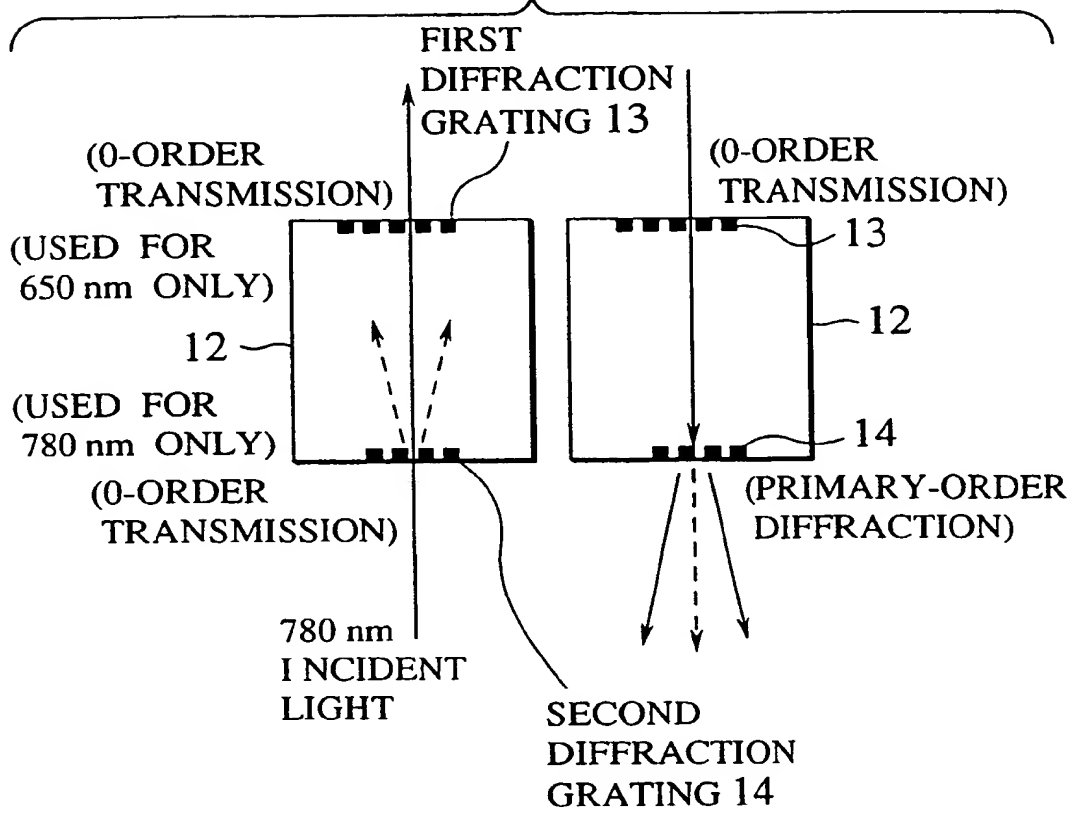 FIRST
DIFFRACTION
GRATING 13
(0-ORDER
TRANSMISSION)
(USED FOR
650 nm ONLY)
12
(USED FOR
780 nm ONLY)
(0-ORDER
TRANSMISSION)
780 nm
I NCIDENT
LIGHT
(0-ORDER
TRANSMISSION)
13
12
14
(PRIMARY-ORDER
DIFFRACTION)
SECOND
DIFFRACTION
GRATING 14